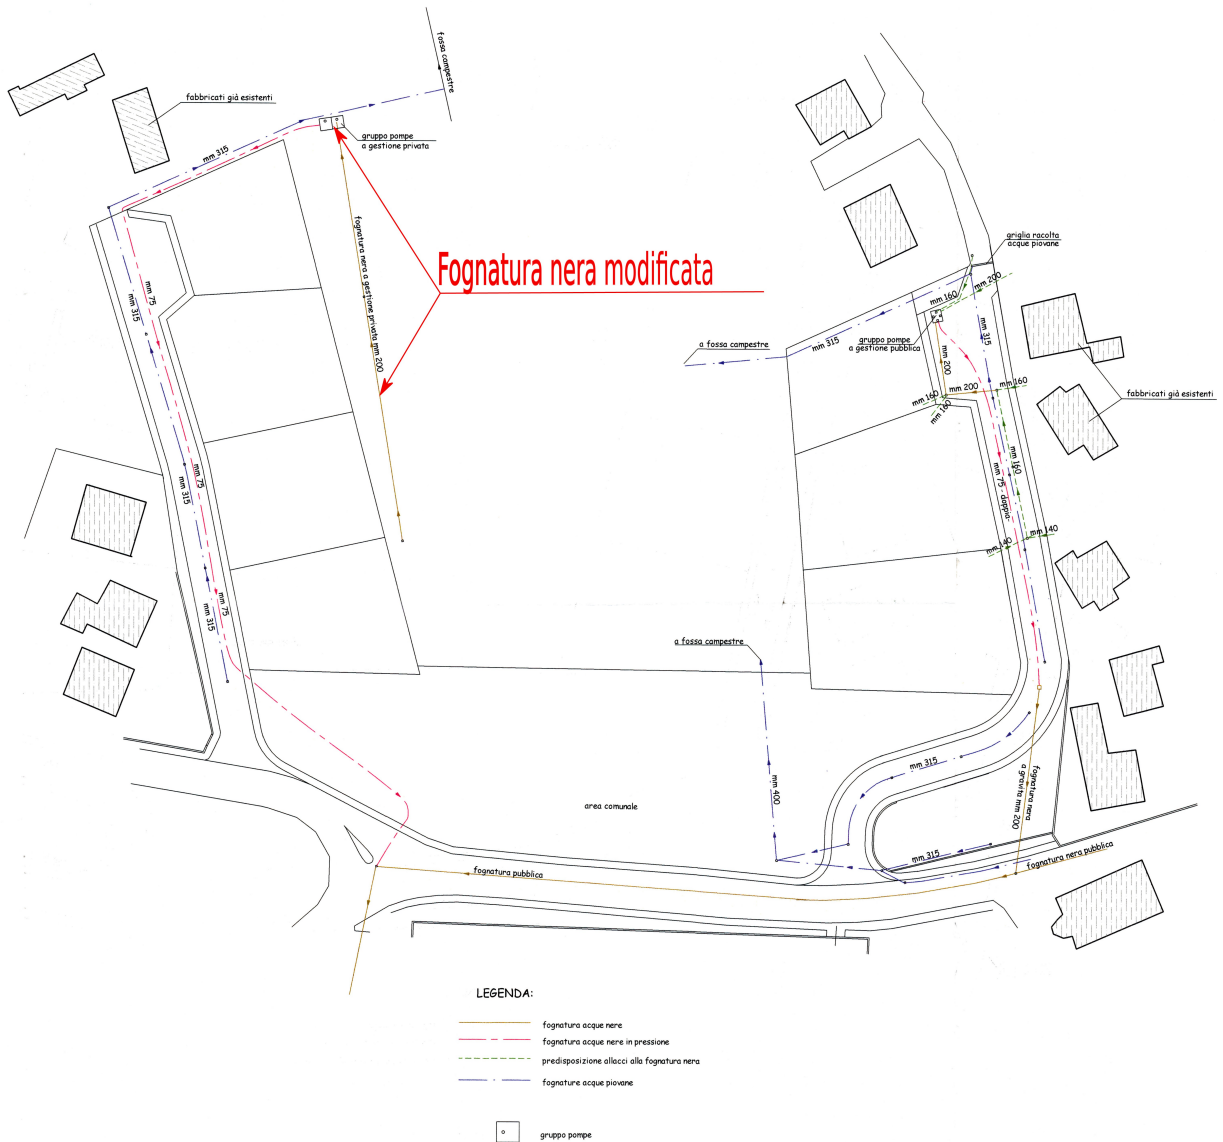 fossa campestre
fabbricati già esistenti
gruppo pompe
a gestione privata
mm 315
fognatura nera a gestione privata mm 200
Fognatura nera modificata
mm 75
mm 315
mm 75
mm 315
mm 75
mm 315
griglia racolta
acque piovane
mm 200
mm 160
mm 315
mm 315
a fossa campestre
gruppo pompe
a gestione pubblica
mm 200
mm 200
mm 160
mm 160
mm 160
fabbricati già esistenti
mm 160
mm 75 - doppia-
mm 140
mm 140
a fossa campestre
mm 400
mm 315
area comunale
fognatura nera
a gravità mm 200
mm 315
fognatura nera pubblica
fognatura pubblica
LEGENDA:
fognatura acque nere
fognatura acque nere in pressione
predisposizione allacci alla fognatura nera
fognature acque piovane
gruppo pompe